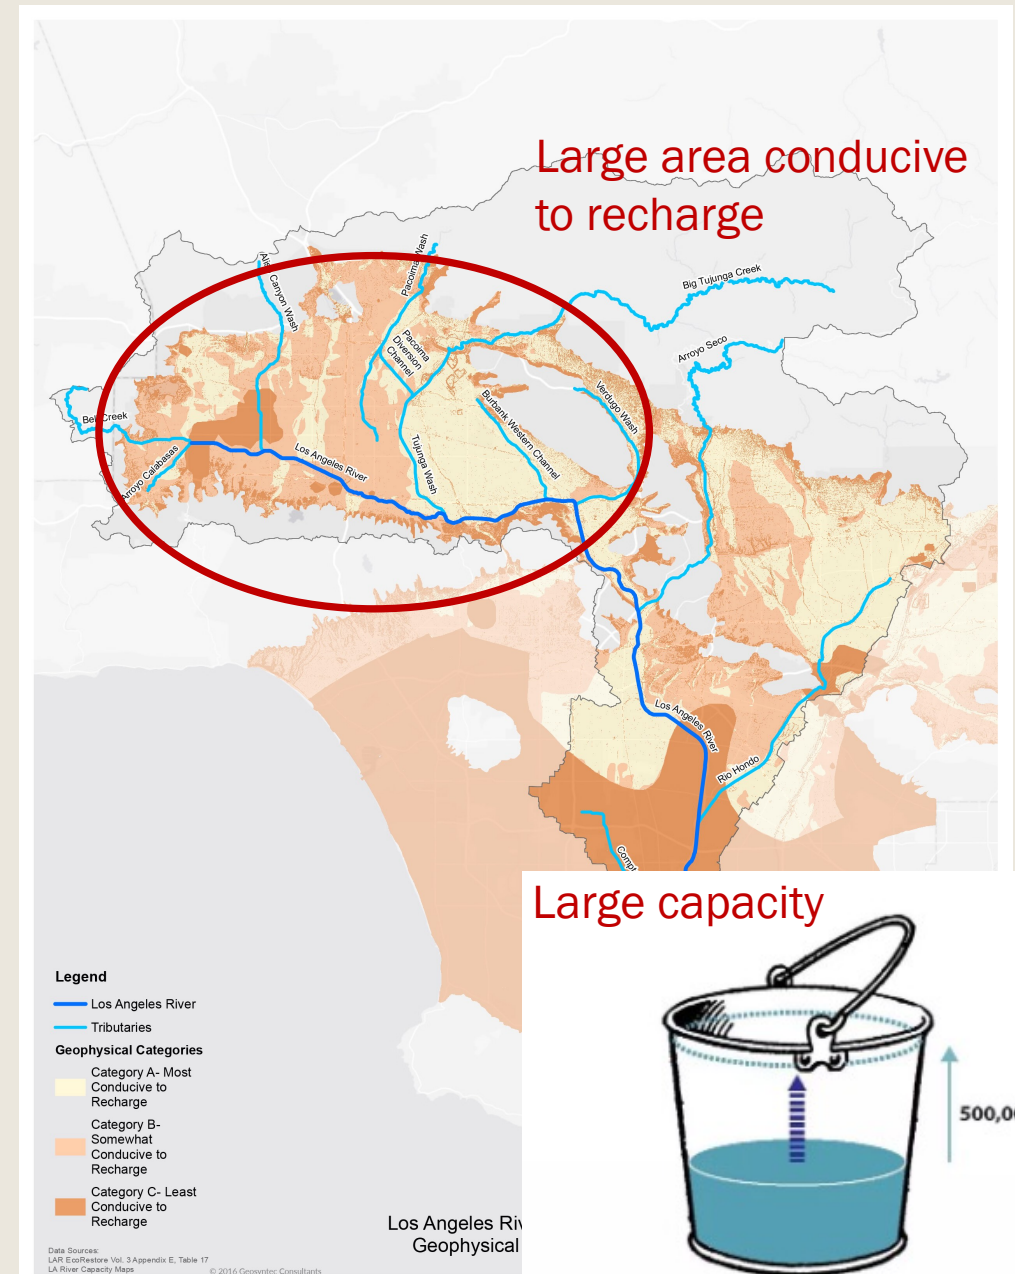 Large area conducive
to recharge
Pacoima Wash
Canyon Wash
Big Tujunga Creek
Pacoima
Diversion
Channel
Arroyo Seco
Verdugo Wash
Burbank Western Channel
Bell Creek
Arroyo Calabasas
Los Angeles River
Tujunga Wash
Los Angeles River
Rio Hondo
Large capacity
Legend
Los Angeles River
Tributaries
Geophysical Categories
Category A- Most
Conducive to
Recharge
Category B-
Somewhat
Conducive to
Recharge
Category C- Least
Conducive to
Recharge
Los Angeles Riv
Geophysical
500,0
Data Sources:
LAR EcoRestore Vol. 3 Appendix E, Table 17
LA River Capacity Maps
© 2016 Geosyntec Consultants